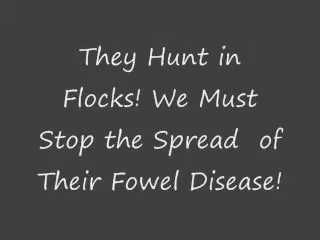 They Hunt in
Flocks! We Must
Stop the Spread of
Their Fowel Disease!